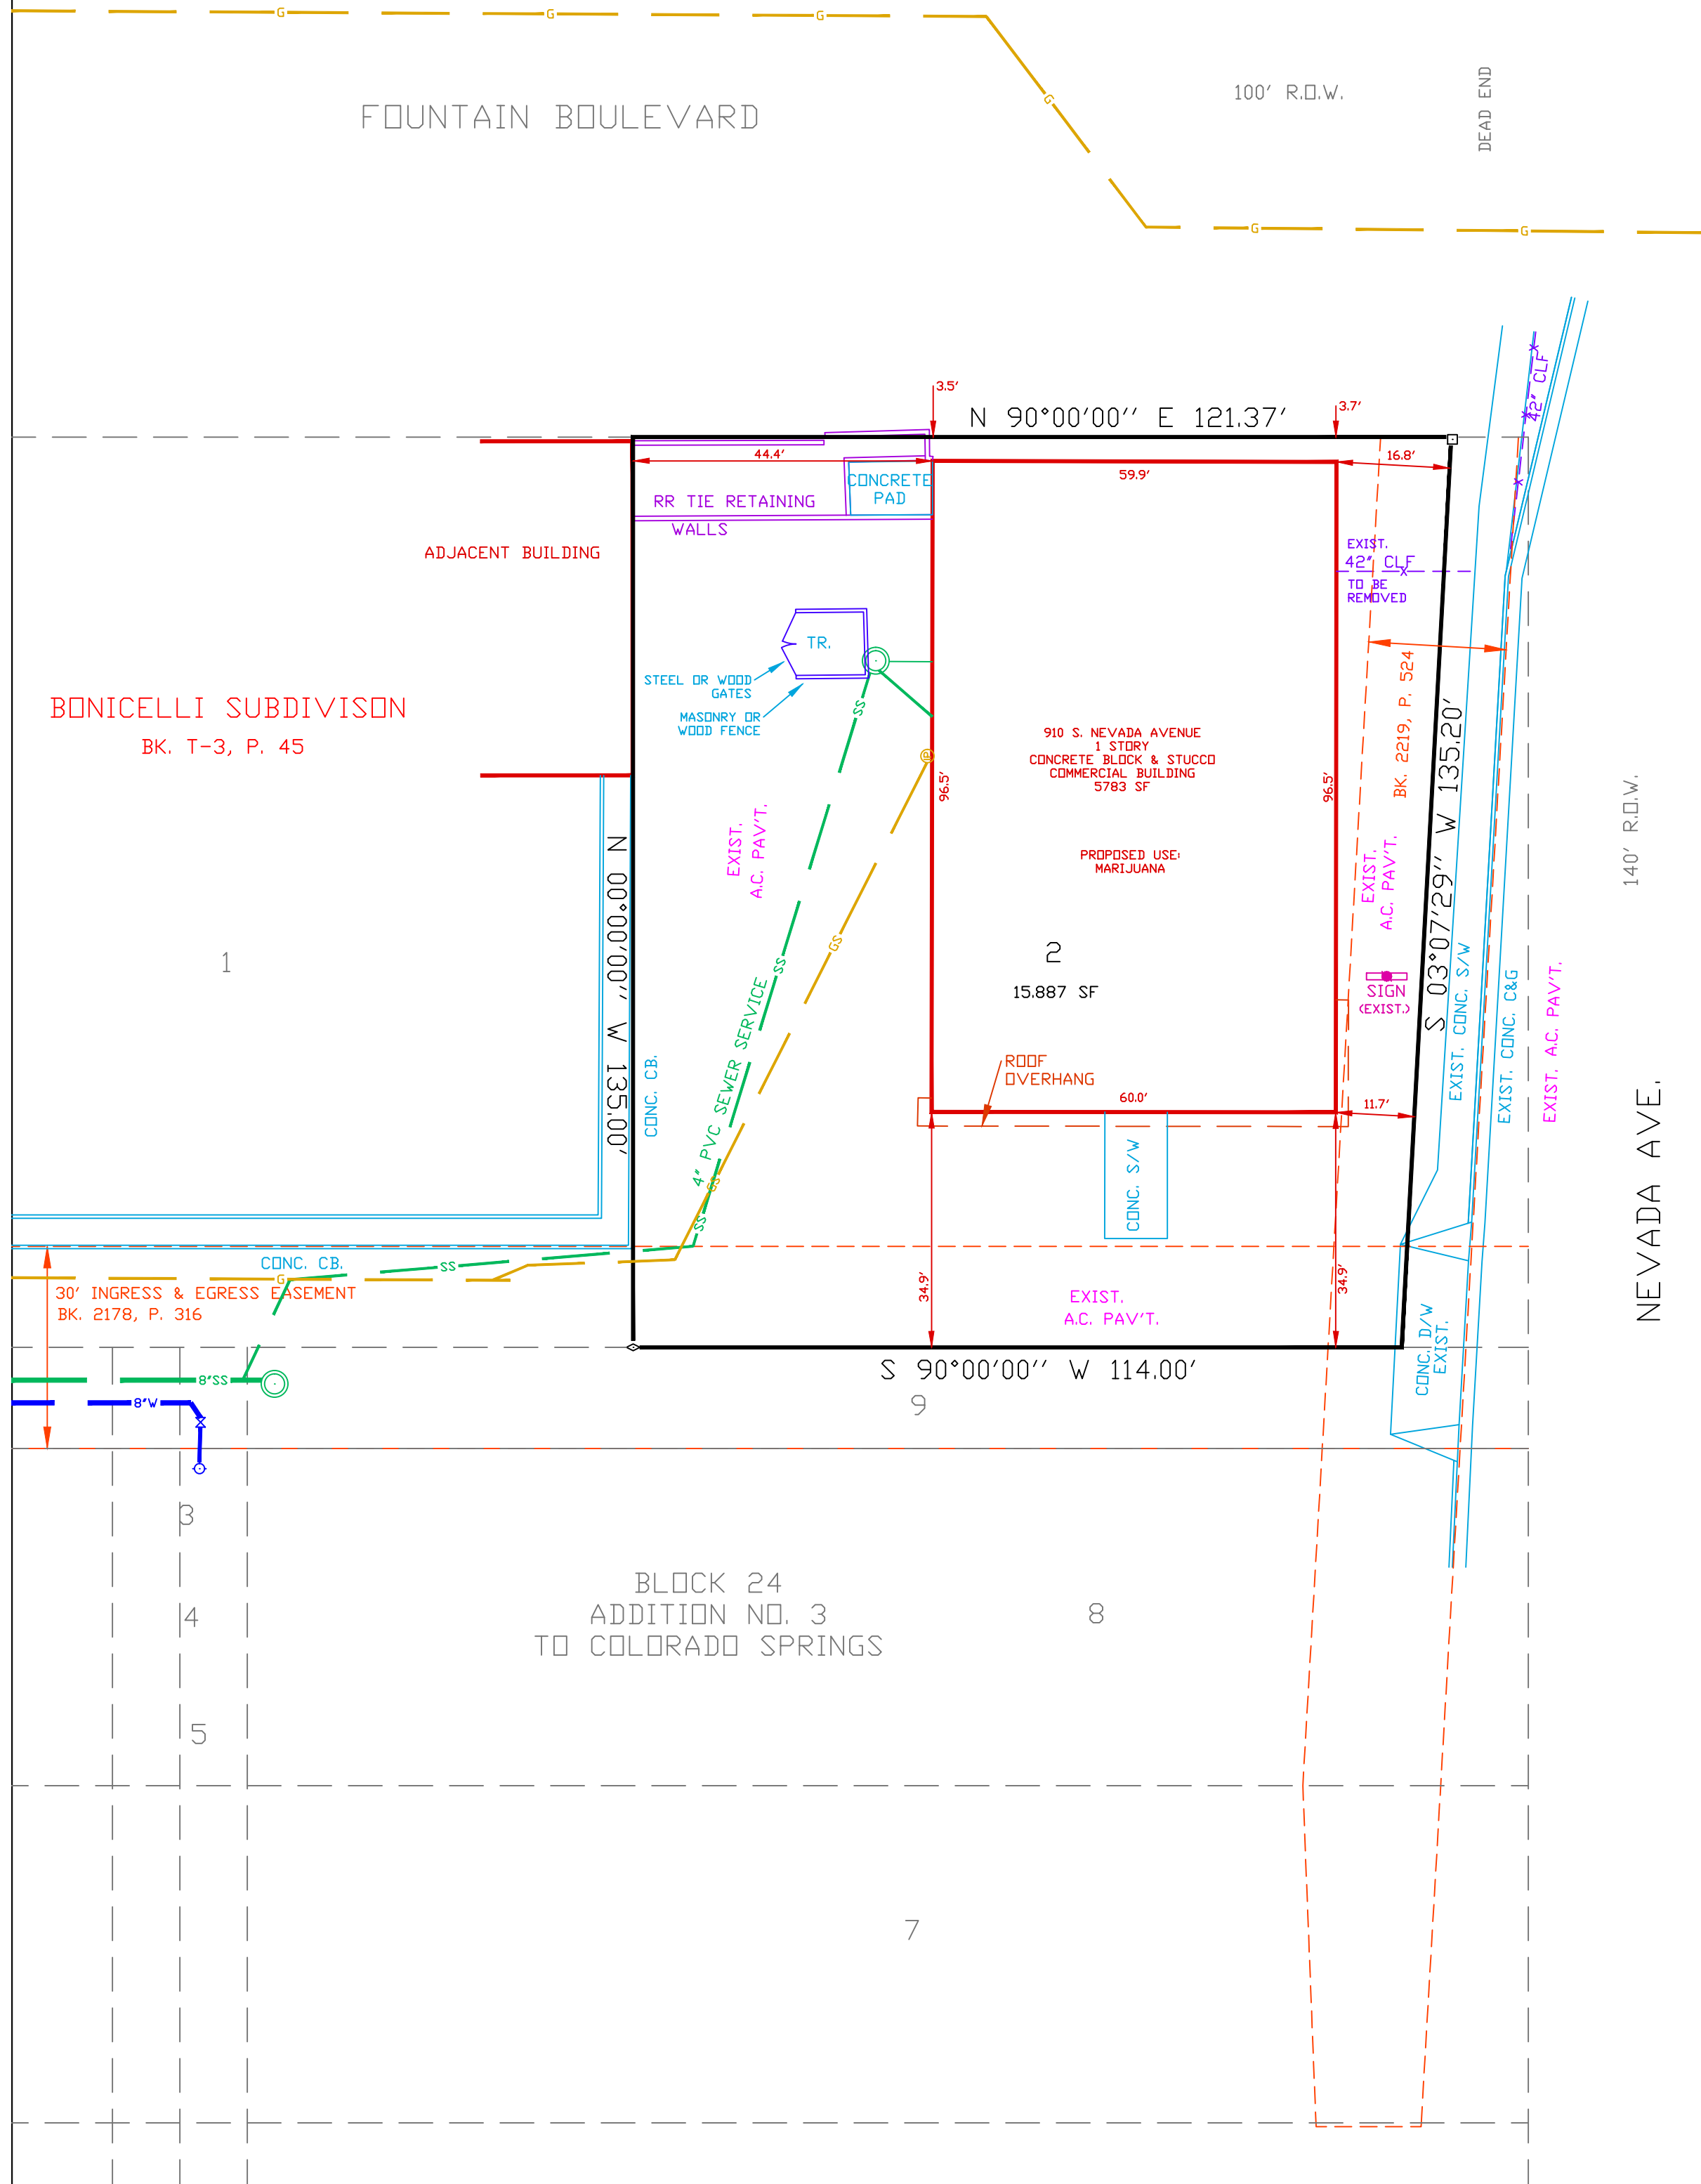 G
G
G
G
G
G
FOUNTAIN BOULEVARD
100' R.O.W.
DEAD END
42" CLF
X
X
X
3.5'
N 90°00'00'' E 121.37'
3.7'
44.4'
59.9'
16.8'
CONCRETE
PAD
RR TIE RETAINING
WALLS
ADJACENT BUILDING
EXIST.
42" CLF
X
TO BE
REMOVED
TR.
STEEL OR WOOD
GATES
MASONRY OR
WOOD FENCE
BONICELLI SUBDIVISON
BK. T-3, P. 45
910 S. NEVADA AVENUE
1 STORY
CONCRETE BLOCK & STUCCO
COMMERCIAL BUILDING
5783 SF
PROPOSED USE:
MARIJUANA
96.5'
96.5'
BK. 2219, P. 524
S 03°07'29'' W 135.20'
N 00°00'00'' W 135.00'
EXIST.
A.C. PAV'T.
EXIST.
A.C. PAV'T.
140' R.O.W.
SS
SS
SS
GS
GS
4" PVC SEWER SERVICE
1
2
15.887 SF
SIGN
(EXIST.)
EXIST. CONC. S/W
EXIST. CONC. C&G
EXIST. A.C. PAV'T.
NEVADA AVE.
CONC. CB.
ROOF
OVERHANG
60.0'
11.7'
CONC. S/W
34.9'
34.9'
CONC. CB.
SS
G
30' INGRESS & EGRESS EASEMENT
BK. 2178, P. 316
EXIST.
A.C. PAV'T.
CONC. D/W
EXIST.
S 90°00'00'' W 114.00'
8"SS
8"W
9
3
BLOCK 24
ADDITION NO. 3
TO COLORADO SPRINGS
4
8
5
7